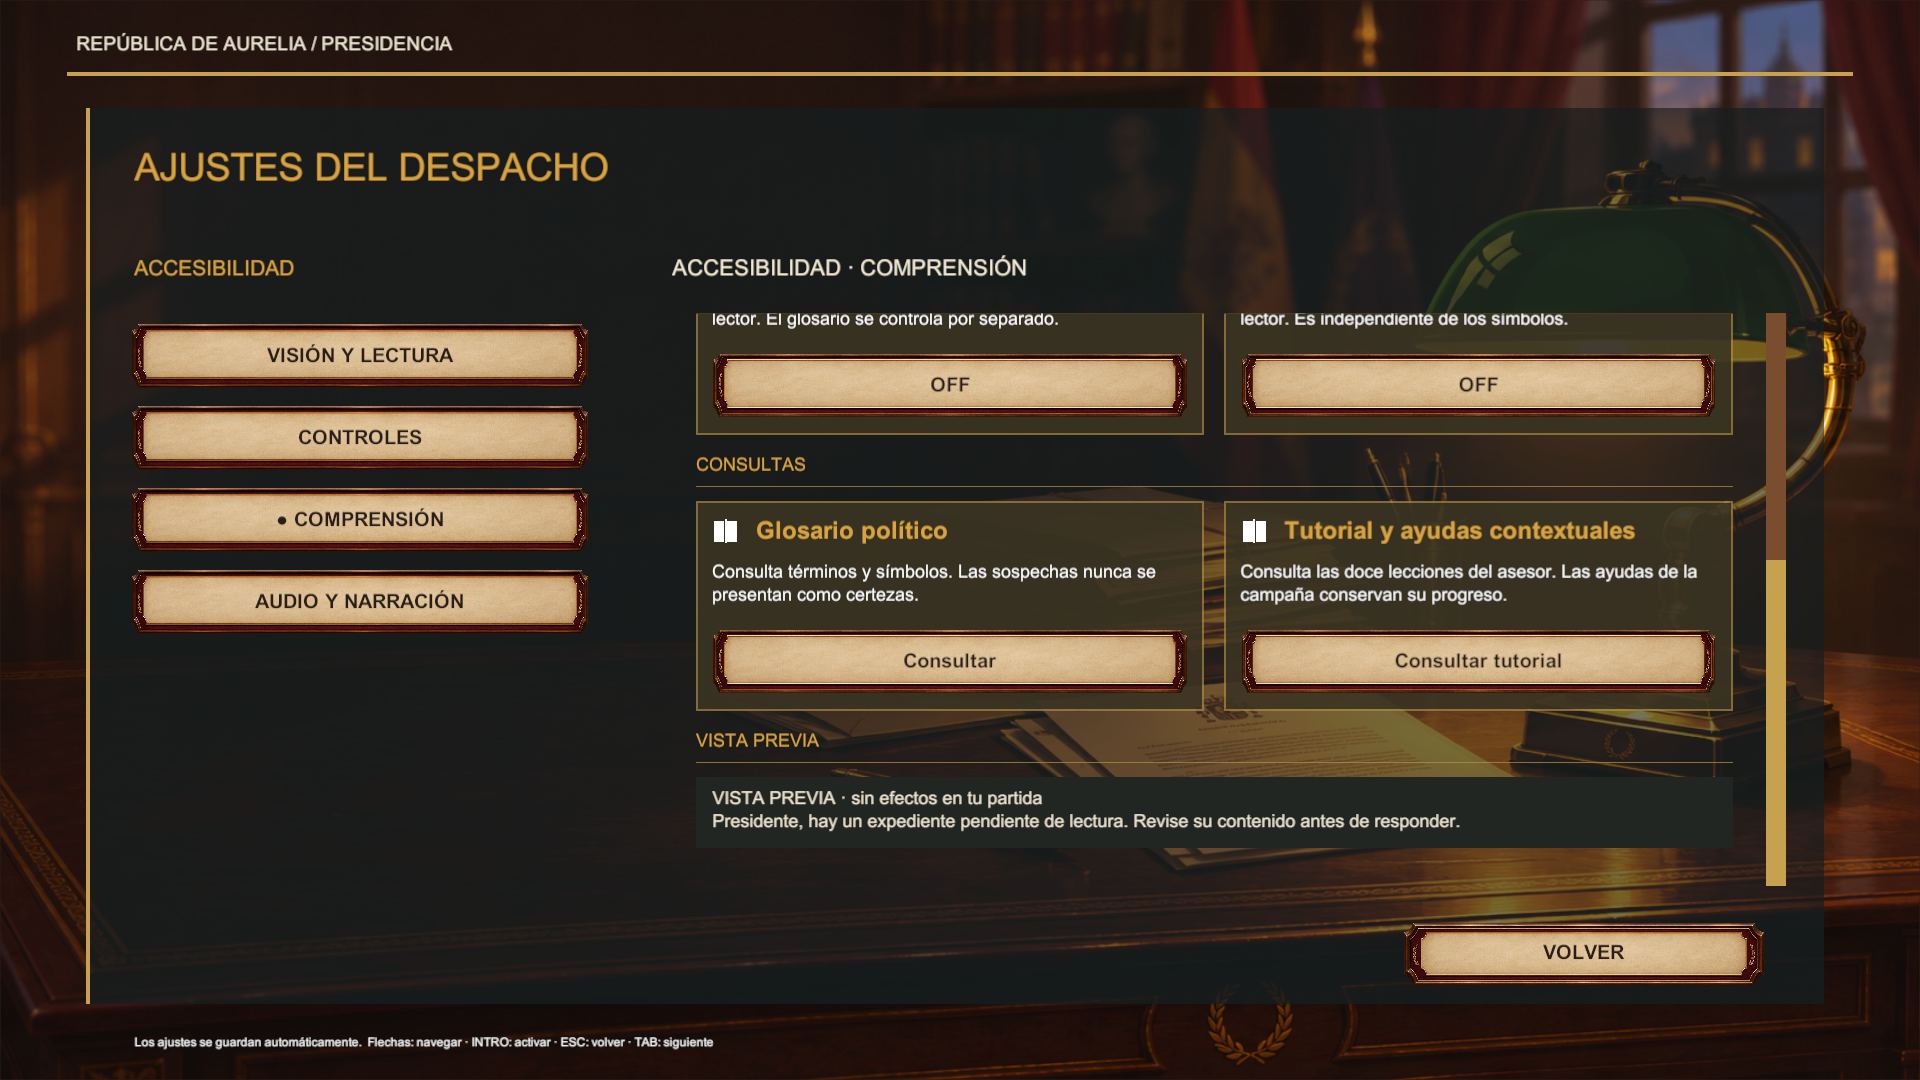 REPÚBLICA DE AURELIA / PRESIDENCIA
AJUSTES DEL DESPACHO
ACCESIBILIDAD
VISIÓN Y LECTURA
CONTROLES
● COMPRENSIÓN
AUDIO Y NARRACIÓN
ACCESIBILIDAD · COMPRENSIÓN
lector. El glosario se controla por separado.
OFF
lector. Es independiente de los símbolos.
OFF
CONSULTAS
Glosario político
Consulta términos y símbolos. Las sospechas nunca se
presentan como certezas.
Consultar
Tutorial y ayudas contextuales
Consulta las doce lecciones del asesor. Las ayudas de la
campaña conservan su progreso.
Consultar tutorial
VISTA PREVIA
VISTA PREVIA · sin efectos en tu partida
Presidente, hay un expediente pendiente de lectura. Revise su contenido antes de responder.
VOLVER
Los ajustes se guardan automáticamente. Flechas: navegar · INTRO: activar · ESC: volver · TAB: siguiente